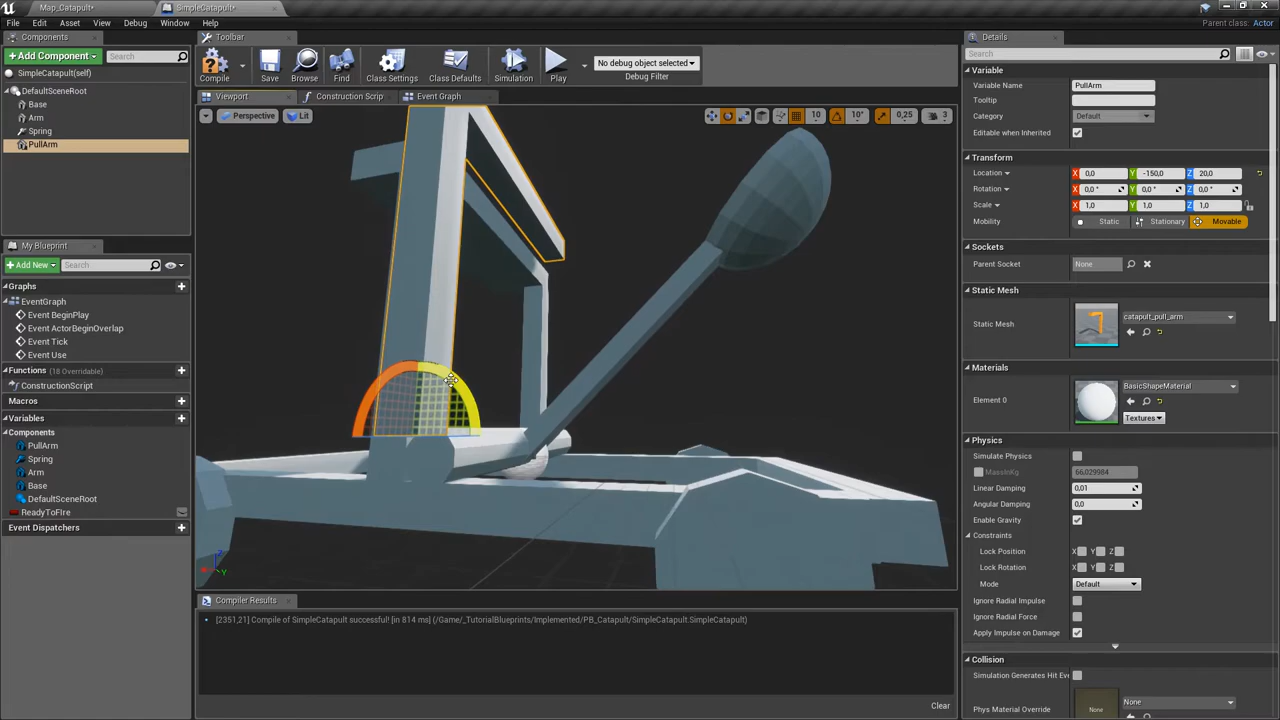 Map_Catapult*
SimpleCatapult*
File Edit Asset View Debug Window Help
Parent class: Actor
Components
Add Component
Search
SimpleCatapult(self)
DefaultSceneRoot
Base
Arm
Spring
PullArm
My Blueprint
Add New
Search
Graphs
EventGraph
Event BeginPlay
Event ActorBeginOverlap
Event Tick
Event Use
Functions (18 Overridable)
ConstructionScript
Macros
Variables
Components
PullArm
Spring
Arm
Base
DefaultSceneRoot
ReadyToFIre
Event Dispatchers
Toolbar
Compile
Save
Browse
Find
Class Settings
Class Defaults
Simulation
Play
No debug object selected
Debug Filter
Viewport
Construction Scrip
Event Graph
Perspective
Lit
10
10°
0,25
3
Z
Y
Compiler Results
[2351,21] Compile of SimpleCatapult successful! [in 814 ms] (/Game/_TutorialBlueprints/Implemented/PB_Catapult/SimpleCatapult.SimpleCatapult)
Clear
Details
Search
Variable
Variable Name PullArm
Tooltip
Category Default
Editable when Inherited
Transform
Location X 0,0 Y -150,0 Z 20,0
Rotation X 0,0 ° Y 0,0 ° Z 0,0 °
Scale X 1,0 Y 1,0 Z 1,0
Mobility Static Stationary Movable
Sockets
Parent Socket None
Static Mesh
Static Mesh catapult_pull_arm
Materials
Element 0 BasicShapeMaterial
Textures
Physics
Simulate Physics
MassInKg 66,029984
Linear Damping 0,01
Angular Damping 0,0
Enable Gravity
Constraints
Lock Position X Y Z
Lock Rotation X Y Z
Mode Default
Ignore Radial Impulse
Ignore Radial Force
Apply Impulse on Damage
Collision
Simulation Generates Hit Eve
Phys Material Override None None